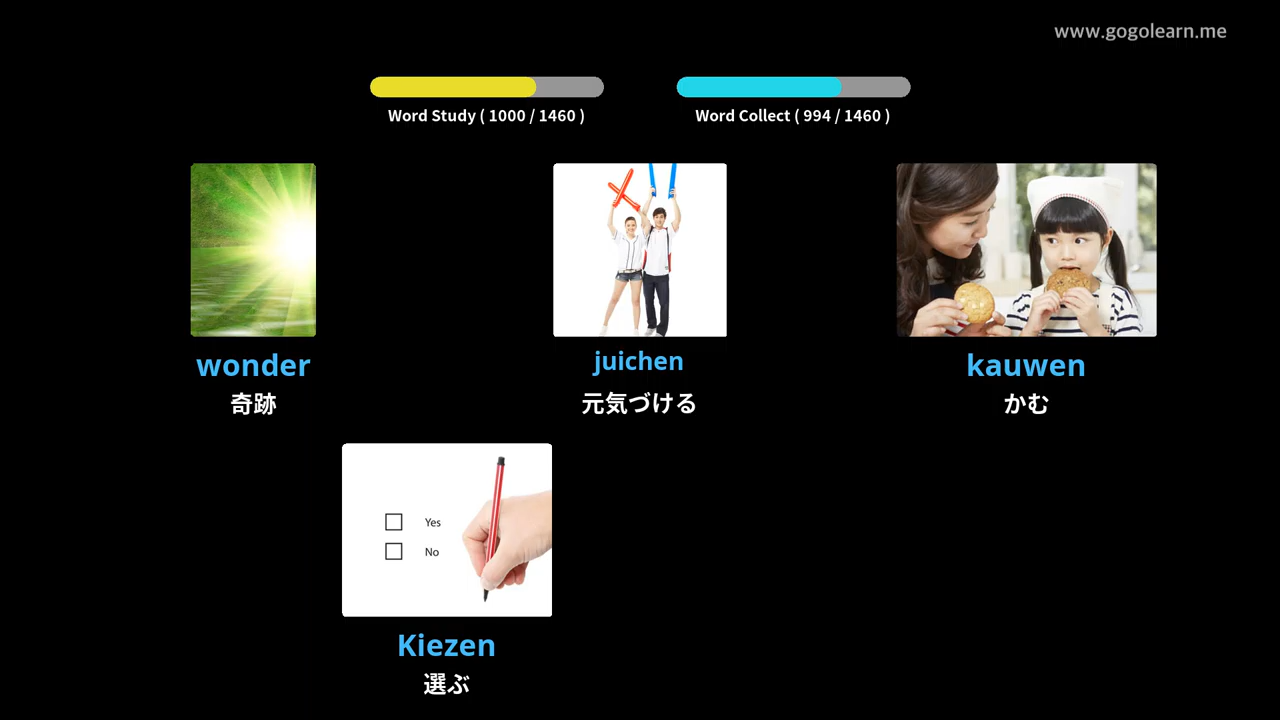 www.gogolearn.me
Word Study ( 1000 / 1460 )
Word Collect ( 994 / 1460 )
wonder
奇跡
juichen
元気づける
kauwen
かむ
Yes
No
Kiezen
選ぶ